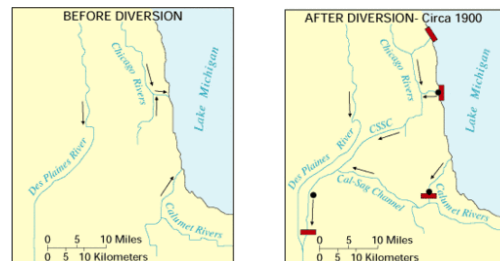 BEFORE DIVERSION
Chicago Rivers
Lake Michigan
Des Plaines River
Calumet Rivers
0 5 10 Miles
0 5 10 Kilometers
AFTER DIVERSION- Circa 1900
Chicago Rivers
Lake Michigan
Des Plaines River
CSSC
Cal-Sag Channel
Calumet Rivers
0 5 10 Miles
0 5 10 Kilometers